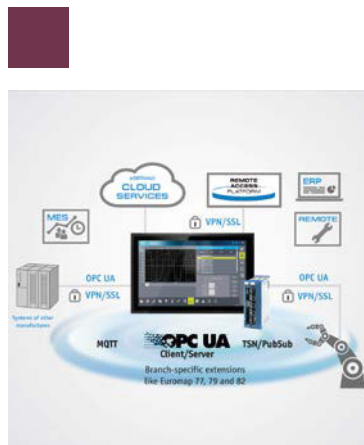 CLOUD
SERVICES
REMOTE
ACCESS
PLATFORM
ERP
MES
VPN/SSL
REMOTE
OPC UA
VPN/SSL
OPC UA
VPN/SSL
Systems of other
manufacturer
MQTT
OPC UA
Client/Server
TSN/PubSub
Branch-specific extensions
like Euromap 77, 79 and 82